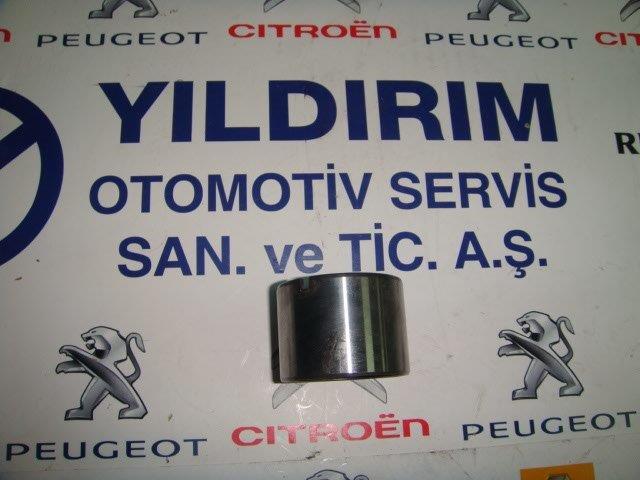 PEUGEOT CITROËN PEUGEOT
YILDIRIM
OTOMOTİV SERVİS
SAN. ve TİC. A.Ş.
PEUGEOT CITROËN PEUGEOT